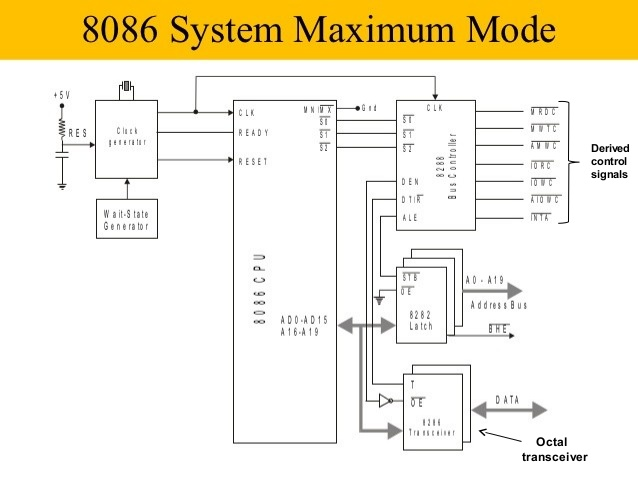 8086 System Maximum Mode
+5V
RES
Clock
generator
Wait-State
Generator
CLK
READY
RESET
MN/MX
S0
S1
S2
8086 CPU
AD0-AD15
A16-A19
Gnd
CLK
S0
S1
S2
DEN
DT/R
ALE
8288
Bus Controller
MRDC
MWTC
AMWC
IORC
IOWC
AIOWC
INTA
Derived
control
signals
STB
OE
8282
Latch
A0 - A19
Address Bus
BHE
T
OE
8286
Transceiver
DATA
Octal
transceiver